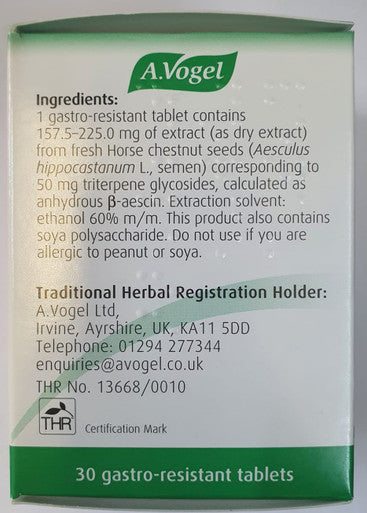 A.Vogel
Ingredients:
1 gastro-resistant tablet contains
157.5–225.0 mg of extract (as dry extract)
from fresh Horse chestnut seeds (Aesculus
hippocastanum L., semen) corresponding to
50 mg triterpene glycosides, calculated as
anhydrous β-aescin. Extraction solvent:
ethanol 60% m/m. This product also contains
soya polysaccharide. Do not use if you are
allergic to peanut or soya.
Traditional Herbal Registration Holder:
A.Vogel Ltd,
Irvine, Ayrshire, UK, KA11 5DD
Telephone: 01294 277344
enquiries@avogel.co.uk
THR No. 13668/0010
THR
Certification Mark
30 gastro-resistant tablets